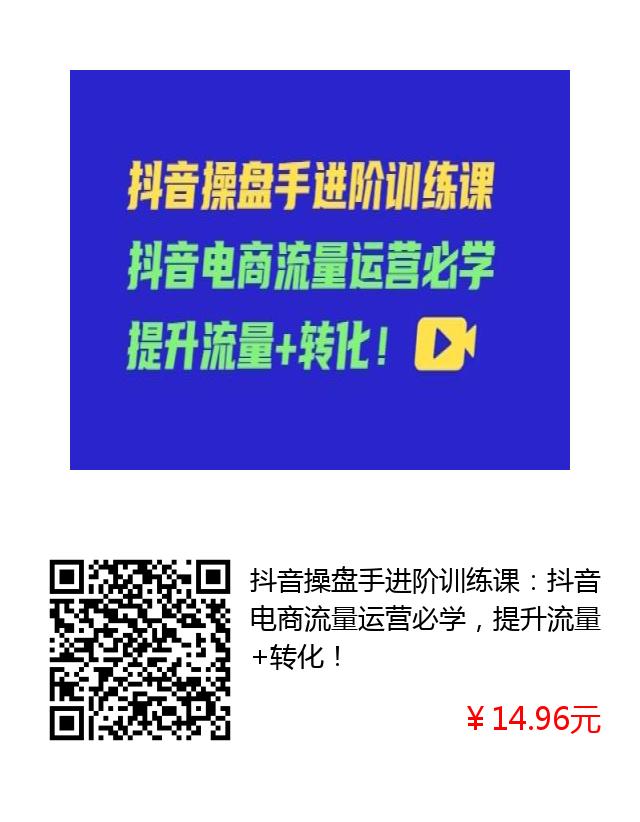 抖音操盘手进阶训练课
抖音电商流量运营必学
提升流量+转化！
抖音操盘手进阶训练课：抖音
电商流量运营必学，提升流量
+转化！
￥14.96元